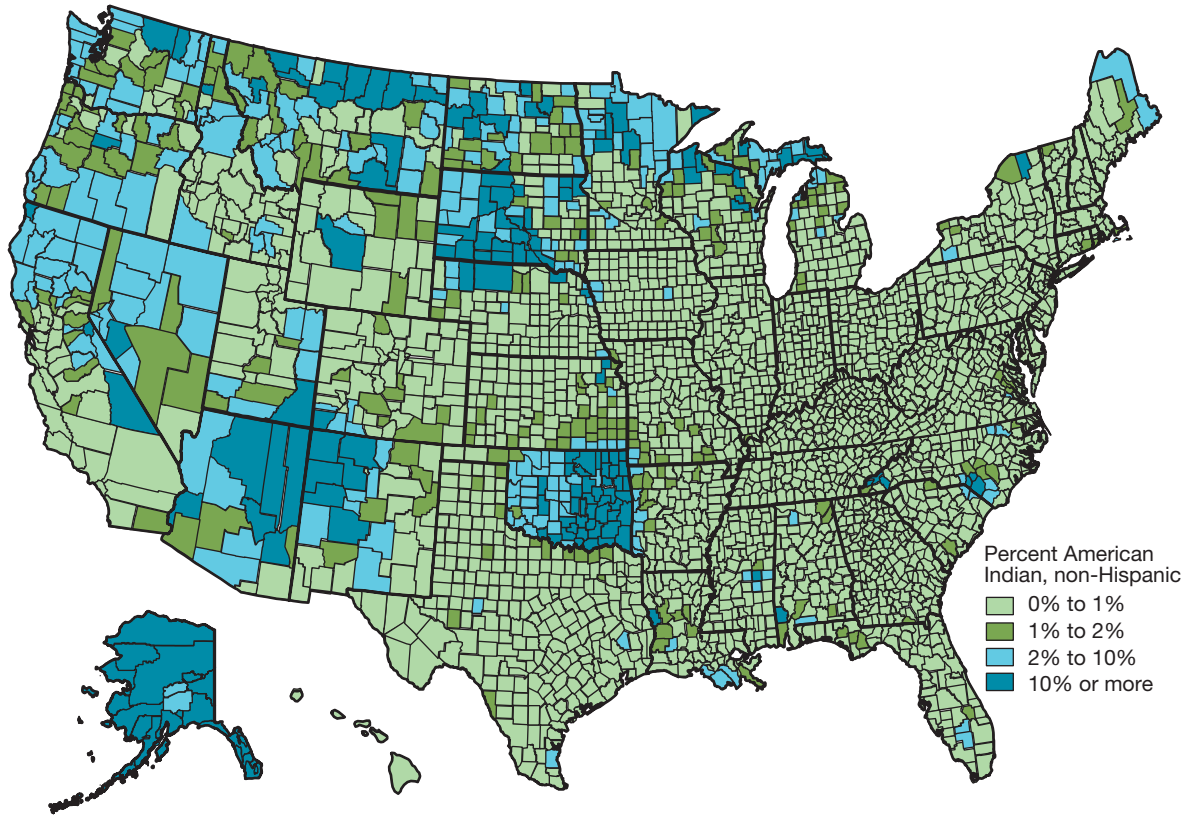 Percent American
Indian, non-Hispanic
0% to 1%
1% to 2%
2% to 10%
10% or more